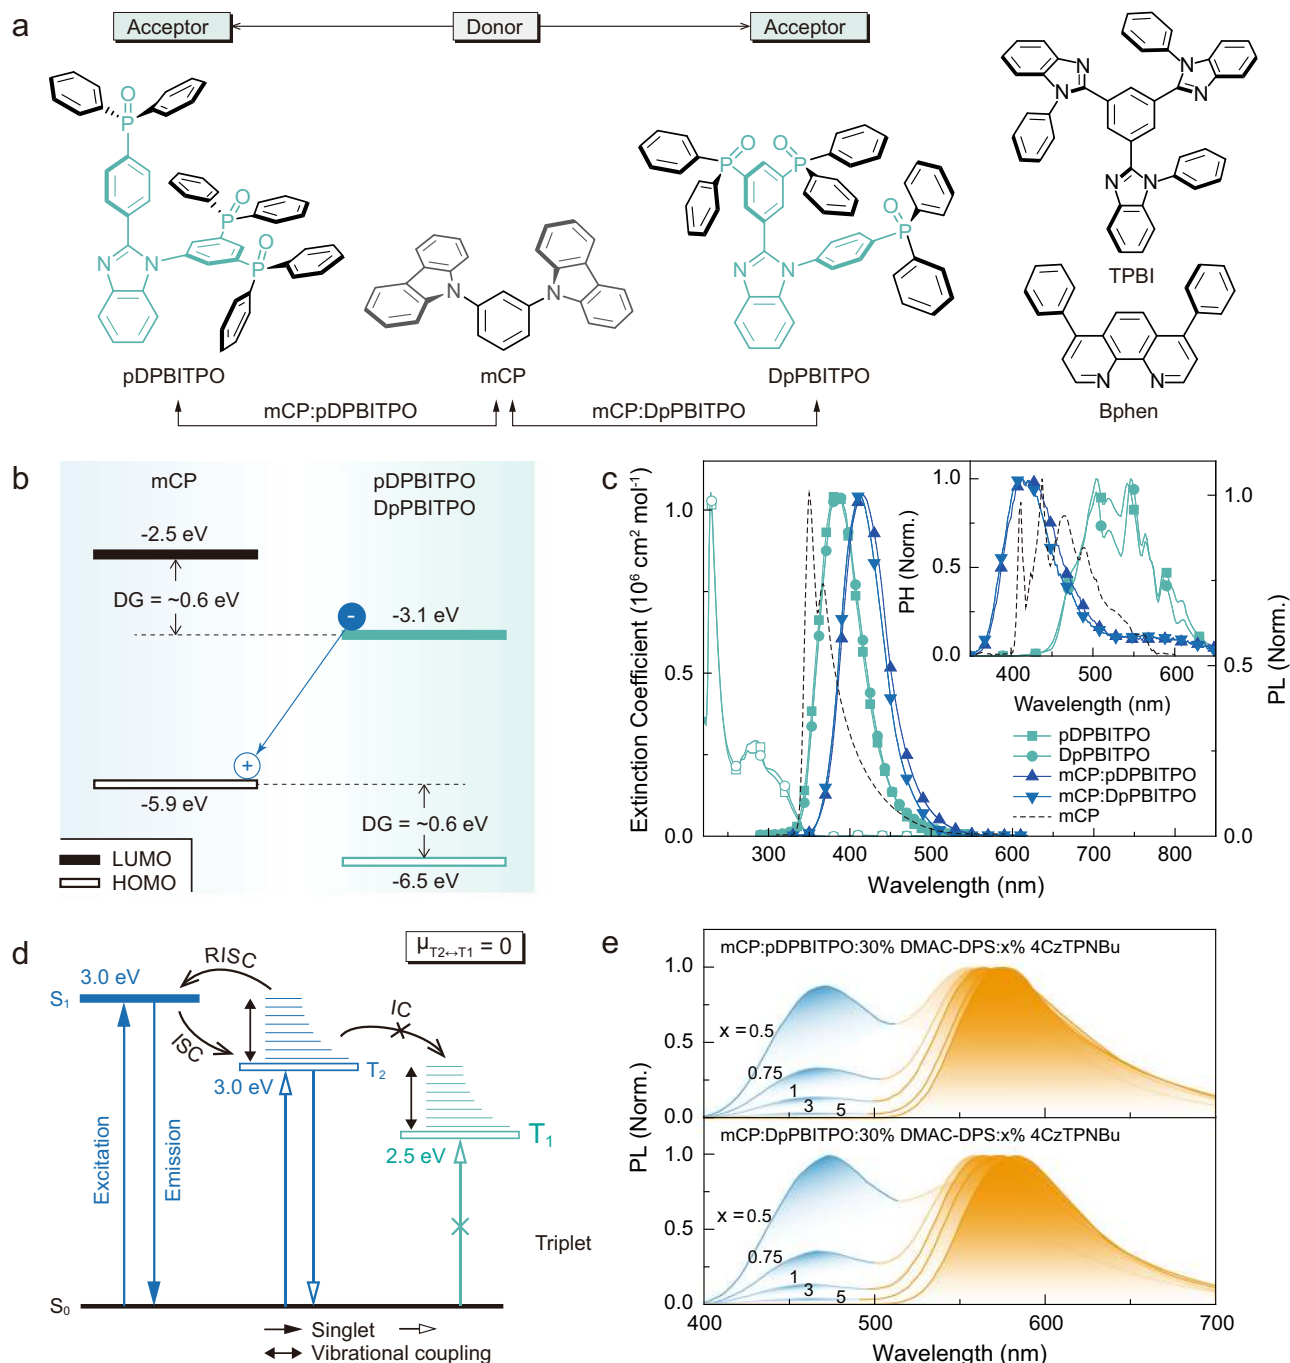 a
Acceptor
Donor
Acceptor
O
P
O
P
O
P
N
N
pDPBITPO
N
N
mCP
O
P
O
P
O
P
N
N
DpPBITPO
N
N
N
N
N
N
TPBI
N
N
Bphen
mCP:pDPBITPO
mCP:DpPBITPO
b
mCP
pDPBITPO
DpPBITPO
-2.5 eV
DG = ~0.6 eV
-
-3.1 eV
+
-5.9 eV
DG = ~0.6 eV
-6.5 eV
LUMO
HOMO
c
Extinction Coefficient (10⁶ cm² mol⁻¹)
1.0
0.5
0.0
300 400 500 600 700 800
Wavelength (nm)
PL (Norm.)
1.0
0.5
0.0
PH (Norm.)
1.0
0.5
0.0
400 500 600
Wavelength (nm)
pDPBITPO
DpPBITPO
mCP:pDPBITPO
mCP:DpPBITPO
mCP
d
μT2↔T1 = 0
RISC
3.0 eV
S₁
ISC
IC
T₂
3.0 eV
T₁
2.5 eV
Excitation
Emission
Triplet
S₀
Singlet
Vibrational coupling
e
mCP:pDPBITPO:30% DMAC-DPS:x% 4CzTPNBu
1.0
0.5
0.0
x = 0.5
0.75
1
3
5
PL (Norm.)
mCP:DpPBITPO:30% DMAC-DPS:x% 4CzTPNBu
1.0
0.5
0.0
x = 0.5
0.75
1
3
5
400 500 600 700
Wavelength (nm)